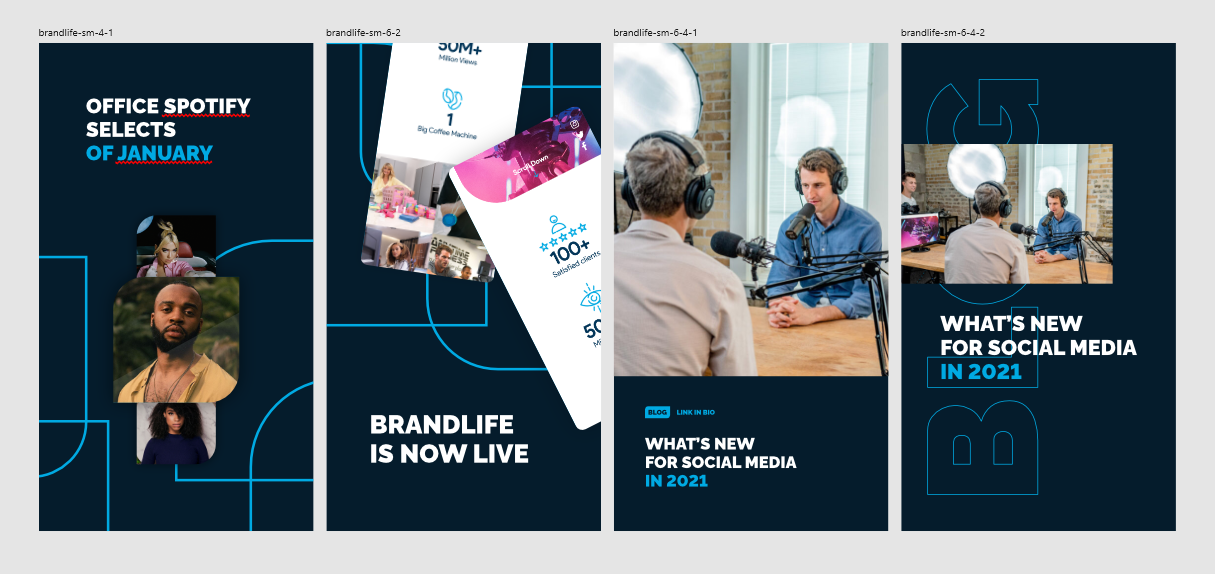 brandlife-sm-4-1
OFFICE SPOTIFY
SELECTS
OF JANUARY
brandlife-sm-6-2
50M+
Million Views
1
Big Coffee Machine
Scroll Down
100+
Satisfied clients
50
BRANDLIFE
IS NOW LIVE
brandlife-sm-6-4-1
BLOG LINK IN BIO
WHAT'S NEW
FOR SOCIAL MEDIA
IN 2021
brandlife-sm-6-4-2
BLOG
WHAT'S NEW
FOR SOCIAL MEDIA
IN 2021